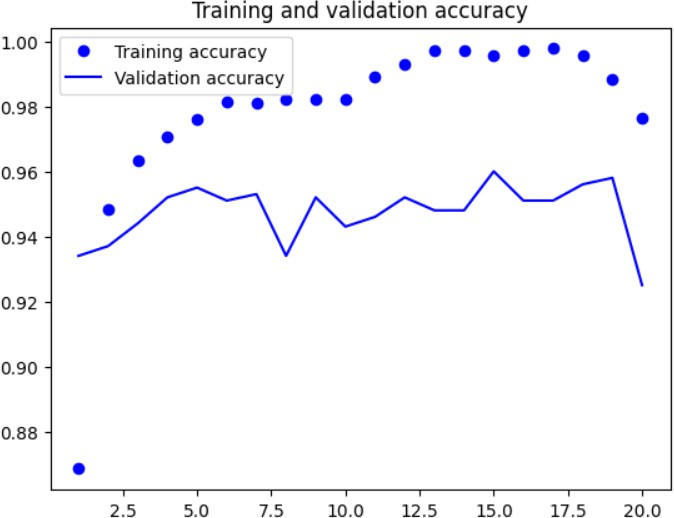 Training and validation accuracy
1.00
Training accuracy
Validation accuracy
0.98
0.96
0.94
0.92
0.90
0.88
2.5 5.0 7.5 10.0 12.5 15.0 17.5 20.0